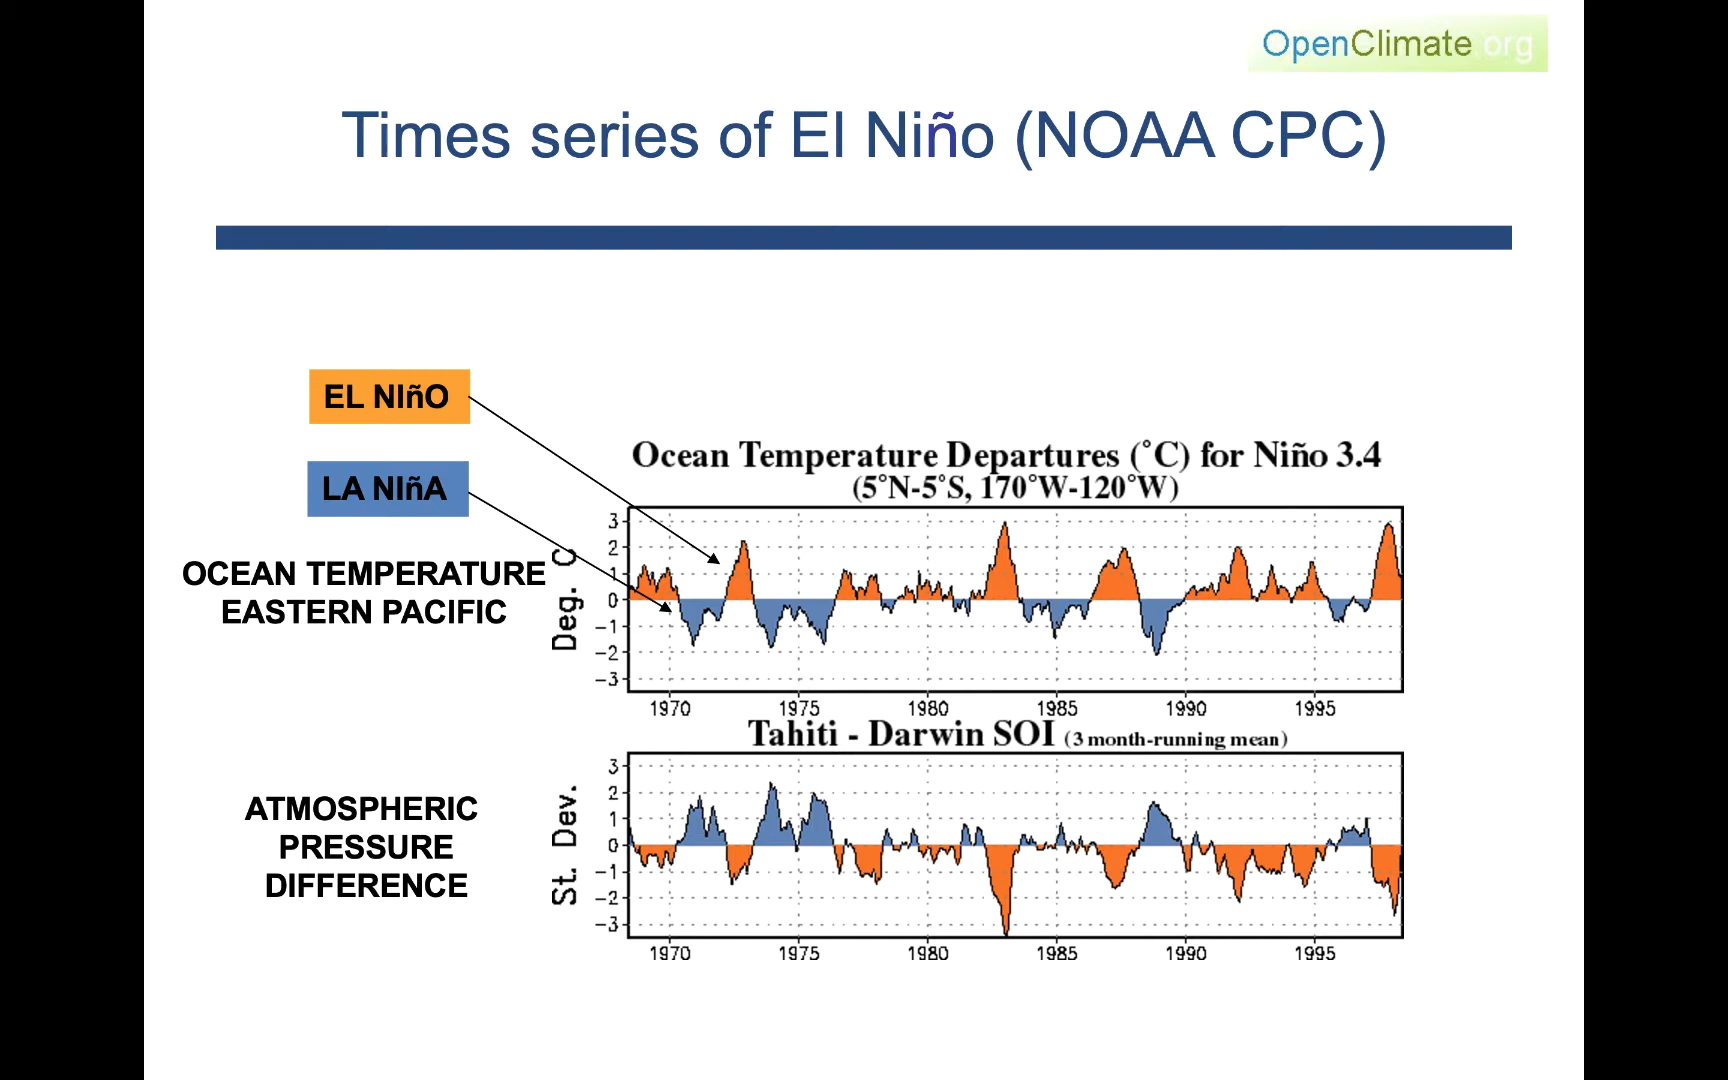 OpenClimate.org
Times series of El Niño (NOAA CPC)
EL NIñO
LA NIñA
OCEAN TEMPERATURE
EASTERN PACIFIC
Ocean Temperature Departures (˚C) for Niño 3.4
(5˚N-5˚S, 170˚W-120˚W)
Deg. C
3
2
1
0
-1
-2
-3
1970 1975 1980 1985 1990 1995
Tahiti - Darwin SOI (3 month-running mean)
ATMOSPHERIC
PRESSURE
DIFFERENCE
St. Dev.
3
2
1
0
-1
-2
-3
1970 1975 1980 1985 1990 1995